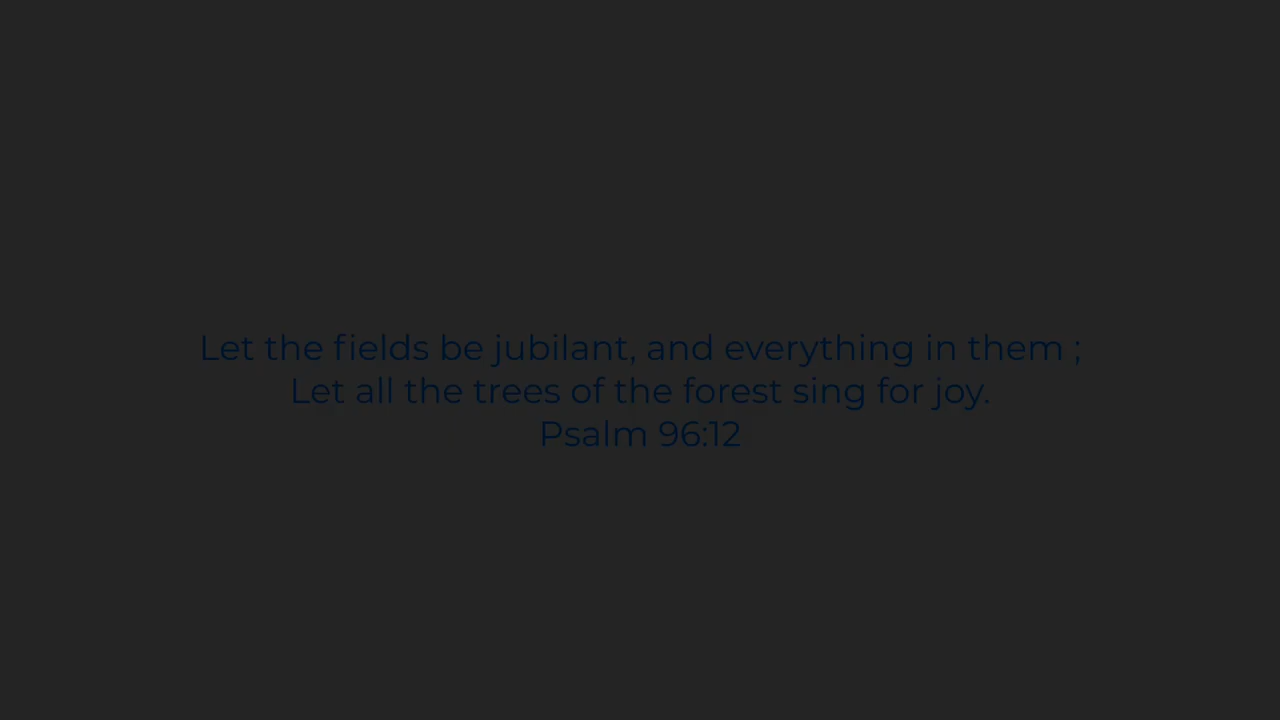 Let the fields be jubilant, and everything in them ;
Let all the trees of the forest sing for joy.
Psalm 96:12